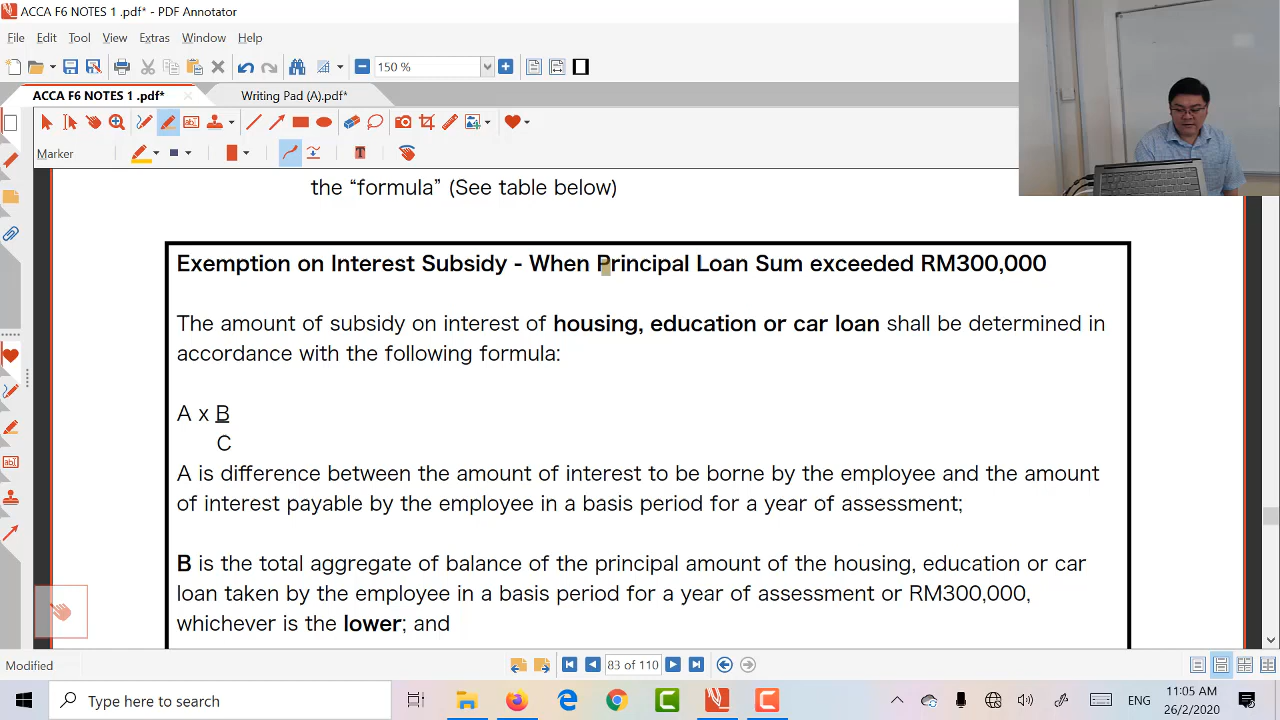 ACCA F6 NOTES 1 .pdf* - PDF Annotator
File Edit Tool View Extras Window Help
150 %
ACCA F6 NOTES 1 .pdf* Writing Pad (A).pdf*
Marker
the “formula” (See table below)
Exemption on Interest Subsidy - When Principal Loan Sum exceeded RM300,000
The amount of subsidy on interest of housing, education or car loan shall be determined in
accordance with the following formula:
A x B
C
A is difference between the amount of interest to be borne by the employee and the amount
of interest payable by the employee in a basis period for a year of assessment;
B is the total aggregate of balance of the principal amount of the housing, education or car
loan taken by the employee in a basis period for a year of assessment or RM300,000,
whichever is the lower; and
Modified 83 of 110
Type here to search
ENG
11:05 AM
26/2/2020